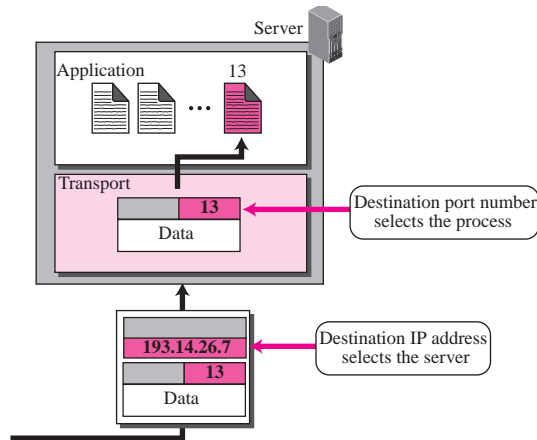 Server
Application
13
...
Transport
13
Data
Destination port number
selects the process
193.14.26.7
13
Data
Destination IP address
selects the server